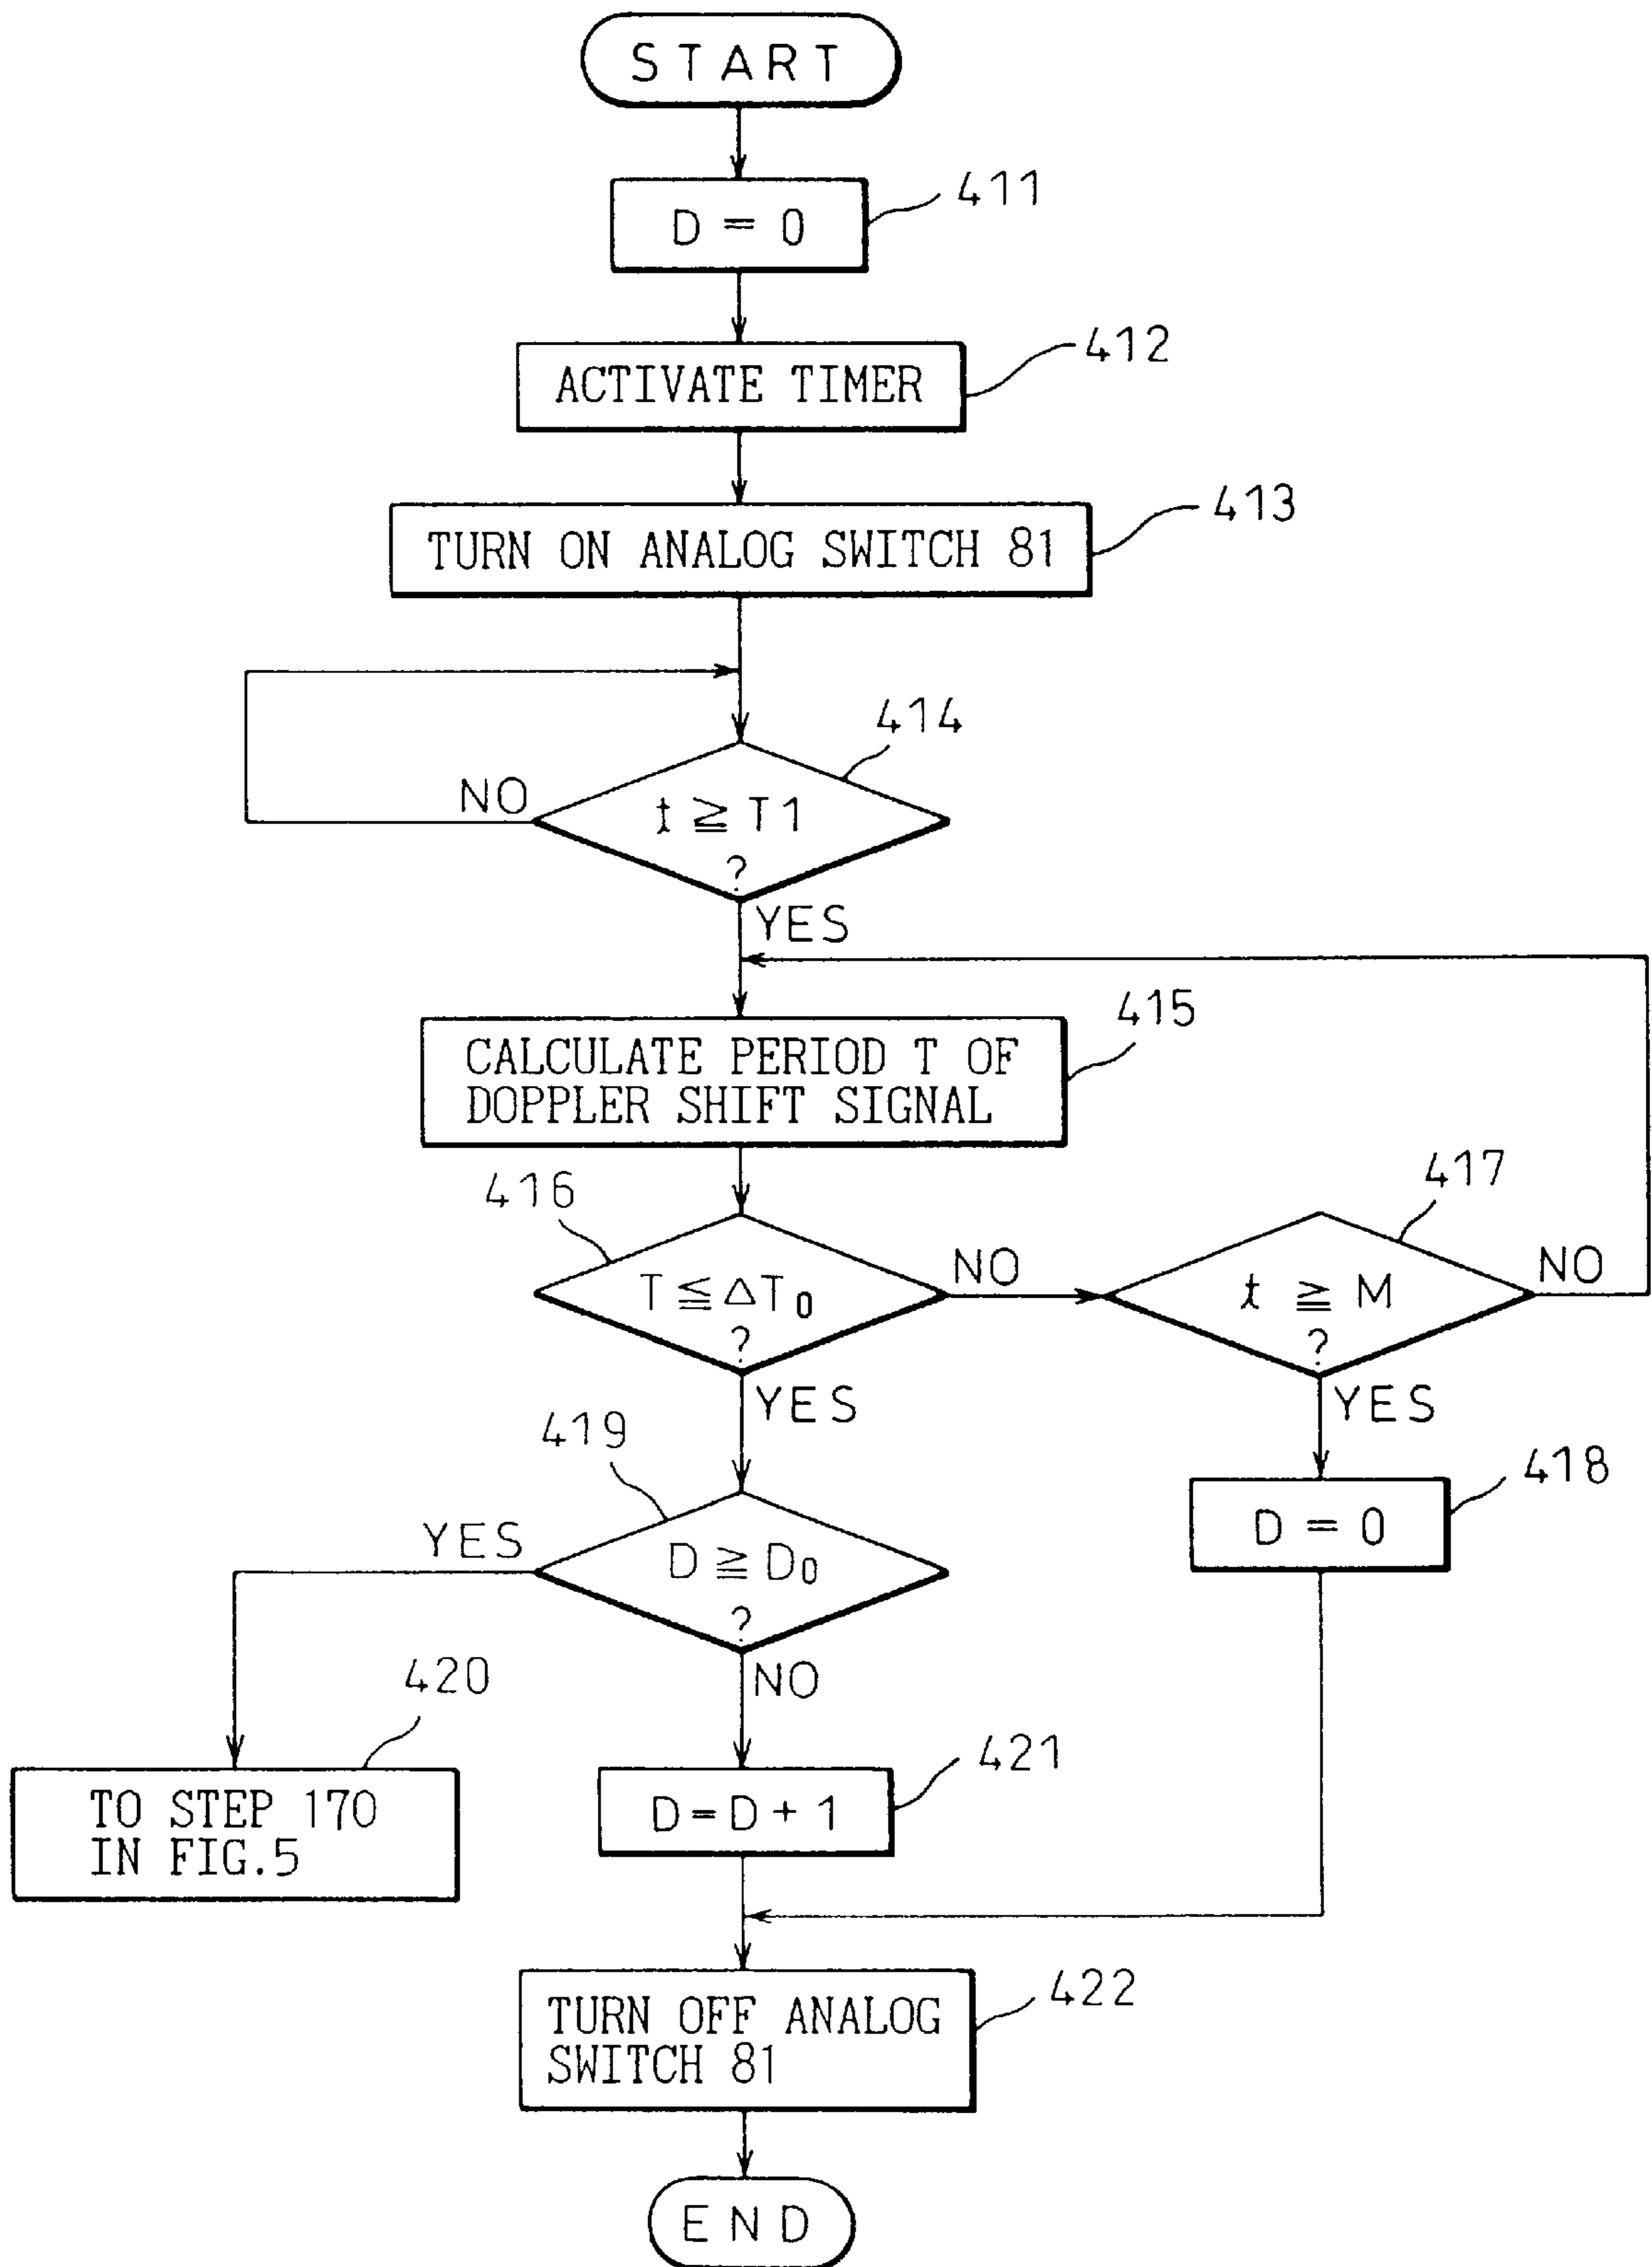 START
D = 0
411
ACTIVATE TIMER
412
TURN ON ANALOG SWITCH 81
413
414
NO
t ≧ T1
?
YES
CALCULATE PERIOD T OF
DOPPLER SHIFT SIGNAL
415
416
T ≦ ΔT₀
?
NO
YES
417
t ≧ M
?
NO
YES
D = 0
418
419
YES
D ≧ D₀
?
NO
420
TO STEP 170
IN FIG.5
D = D + 1
421
TURN OFF ANALOG
SWITCH 81
422
END